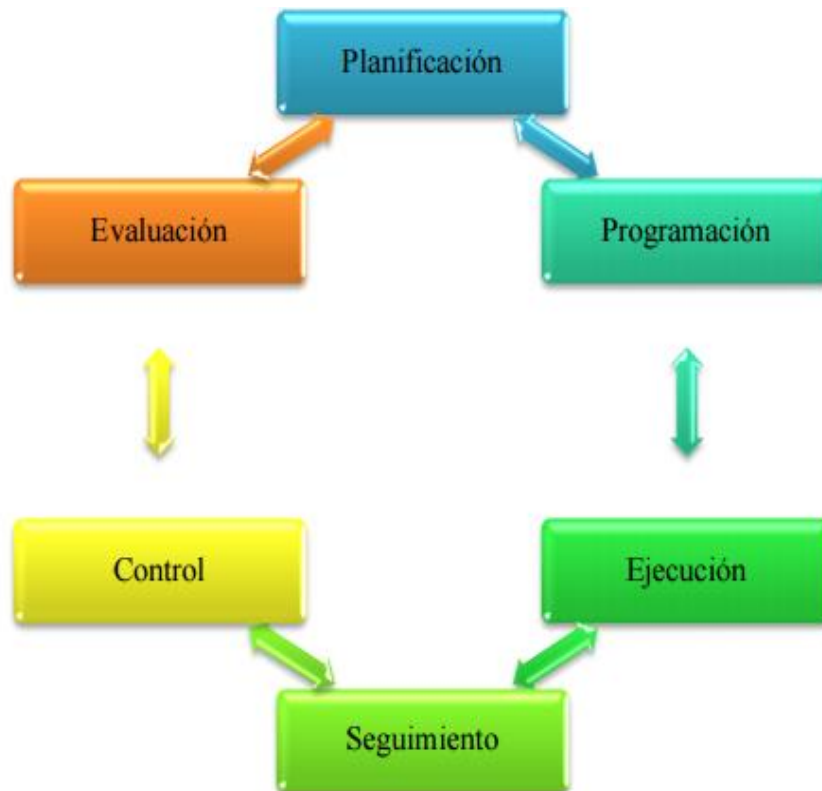 Planificación
Evaluación
Programación
Control
Ejecución
Seguimiento